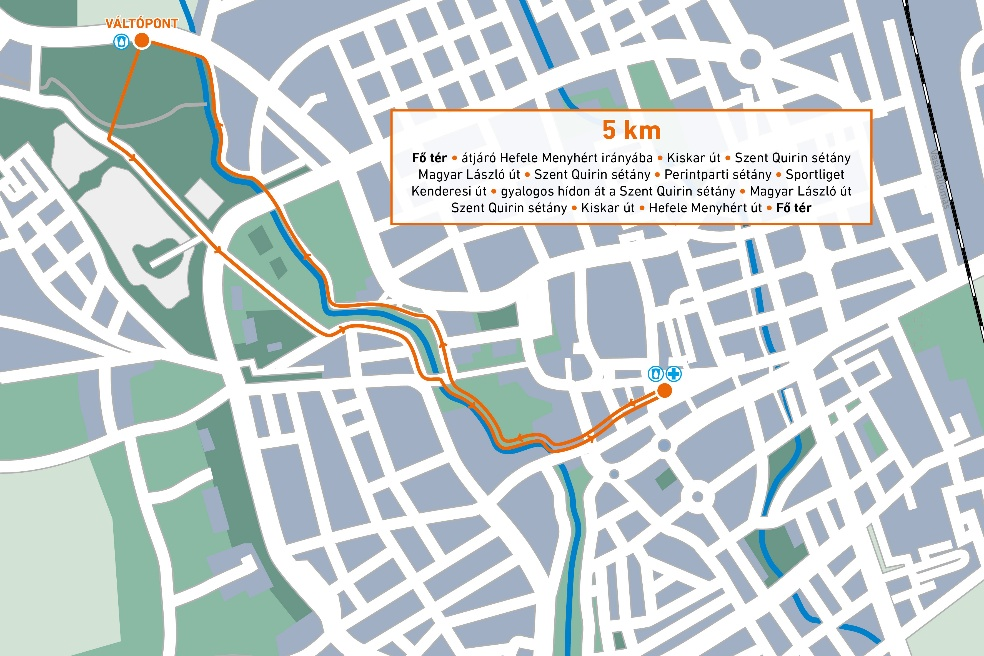 VÁLTÓPONT
5 km
Fő tér • átjáró Hefele Menyhért irányába • Kiskar út • Szent Quirin sétány
Magyar László út • Szent Quirin sétány • Perintparti sétány • Sportliget
Kenderesi út • gyalogos hídon át a Szent Quirin sétány • Magyar László út
Szent Quirin sétány • Kiskar út • Hefele Menyhért út • Fő tér